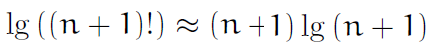 lg ((n + 1)!) ≈ (n +1) lg (n + 1)